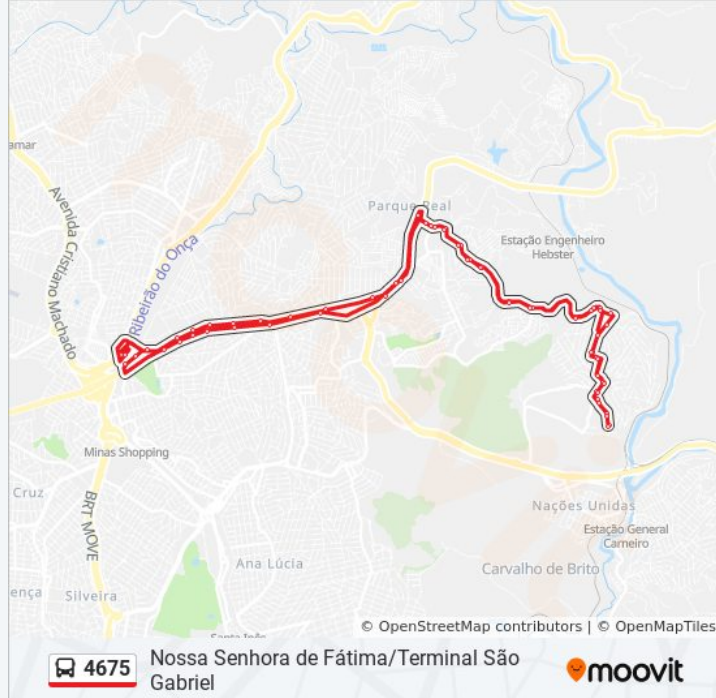 amar
Avenida Cristiano Machado
Ribeirão do Onça
Parque Real
Estação Engenheiro
Hebster
Minas Shopping
Cruz
BRT MOVE
Nações Unidas
Estação General
Carneiro
Ana Lúcia
Carvalho de Brito
ença
Silveira
Santa Inês
© OpenStreetMap contributors | © OpenMapTiles
4675
Nossa Senhora de Fátima/Terminal São
Gabriel
moovit